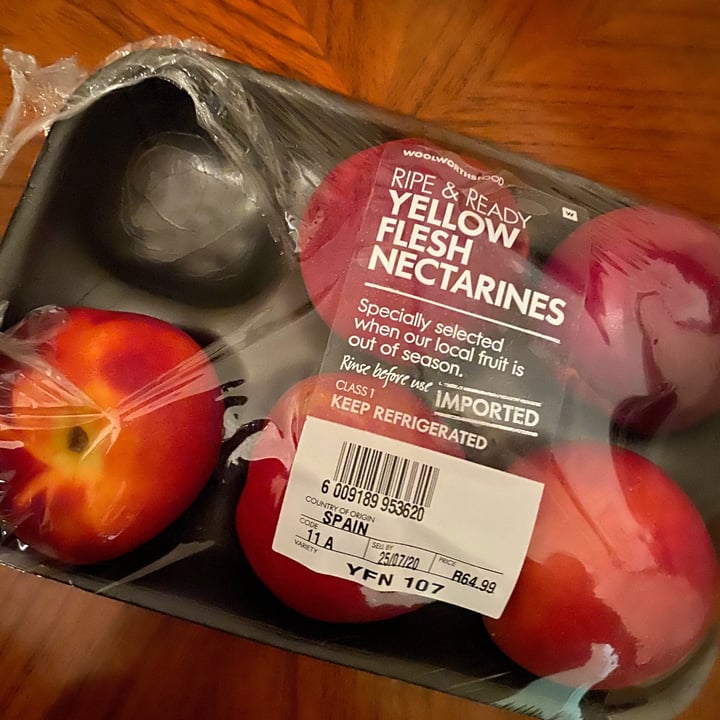 WOOLWORTHS FOOD
W
RIPE & READY
YELLOW
FLESH
NECTARINES
Specially selected
when our local fruit is
out of season.
Rinse before use
IMPORTED
CLASS 1
KEEP REFRIGERATED
6 009189 953620
COUNTRY OF ORIGIN
SPAIN
CODE
11 A
SELL BY
25/07/20
PRICE
R64.99
VARIETY
YFN 107